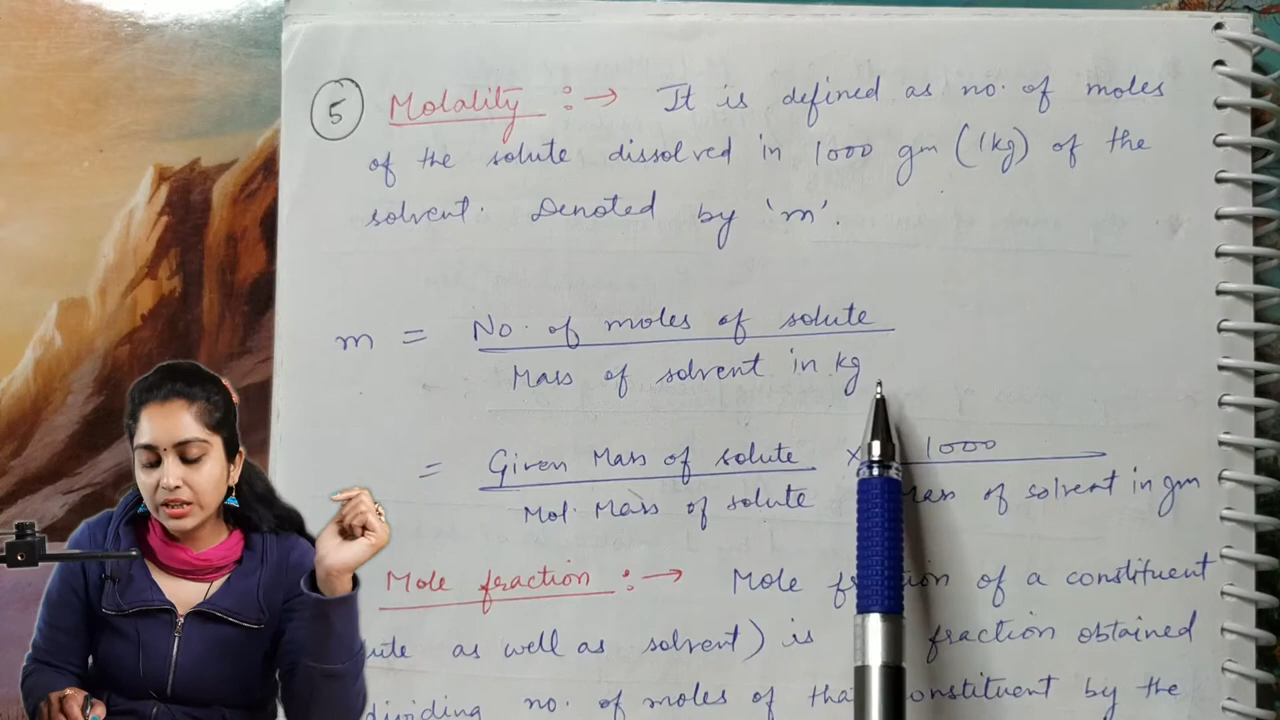 5 Molality :→ It is defined as no. of moles
of the solute dissolved in 1000 gm (1kg) of the
solvent. Denoted by 'm'.
m = No. of moles of solute
Mass of solvent in kg
= Given Mass of solute × 1000
Mol. Mass of solute of solvent in gm
Mole fraction :→ Mole of a constituent
as well as solvent) is fraction obtained
dividing no. of moles of by the